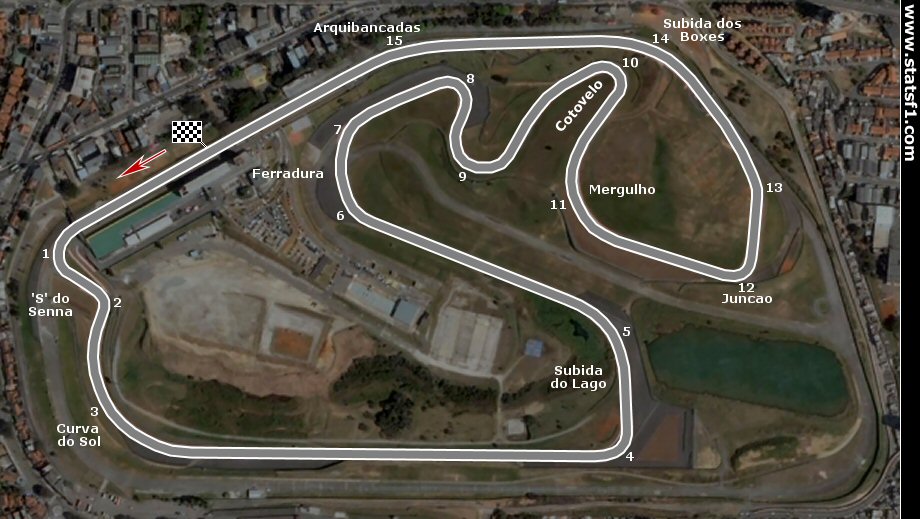 Arquibancadas
15
Subida dos
14 Boxes
10
8
Cotovelo
7
Ferradura
9
13
Mergulho
6
11
1
12
Juncao
'S' do
Senna
2
5
Subida
do Lago
3
Curva
do Sol
4
www.statsf1.com